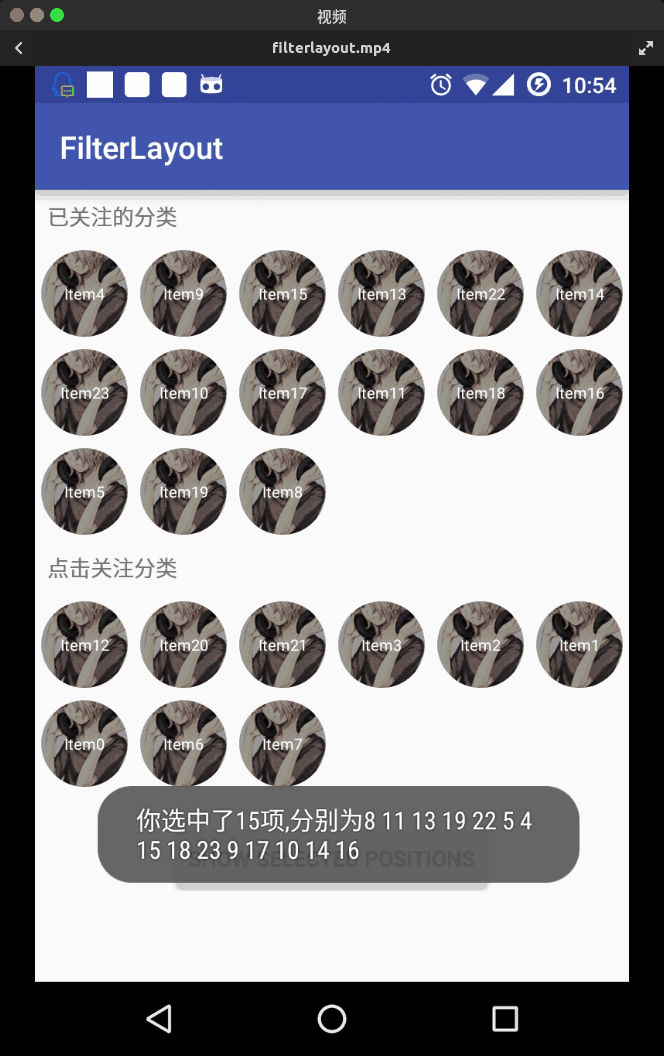 视频
filterlayout.mp4
10:54
FilterLayout
已关注的分类
Item4 Item9 Item15 Item13 Item22 Item14
Item23 Item10 Item17 Item11 Item18 Item16
Item5 Item19 Item8
点击关注分类
Item12 Item20 Item21 Item3 Item2 Item1
Item0 Item6 Item7
你选中了15项,分别为8 11 13 19 22 5 4
15 18 23 9 17 10 14 16
SHOW SELECTED POSITIONS